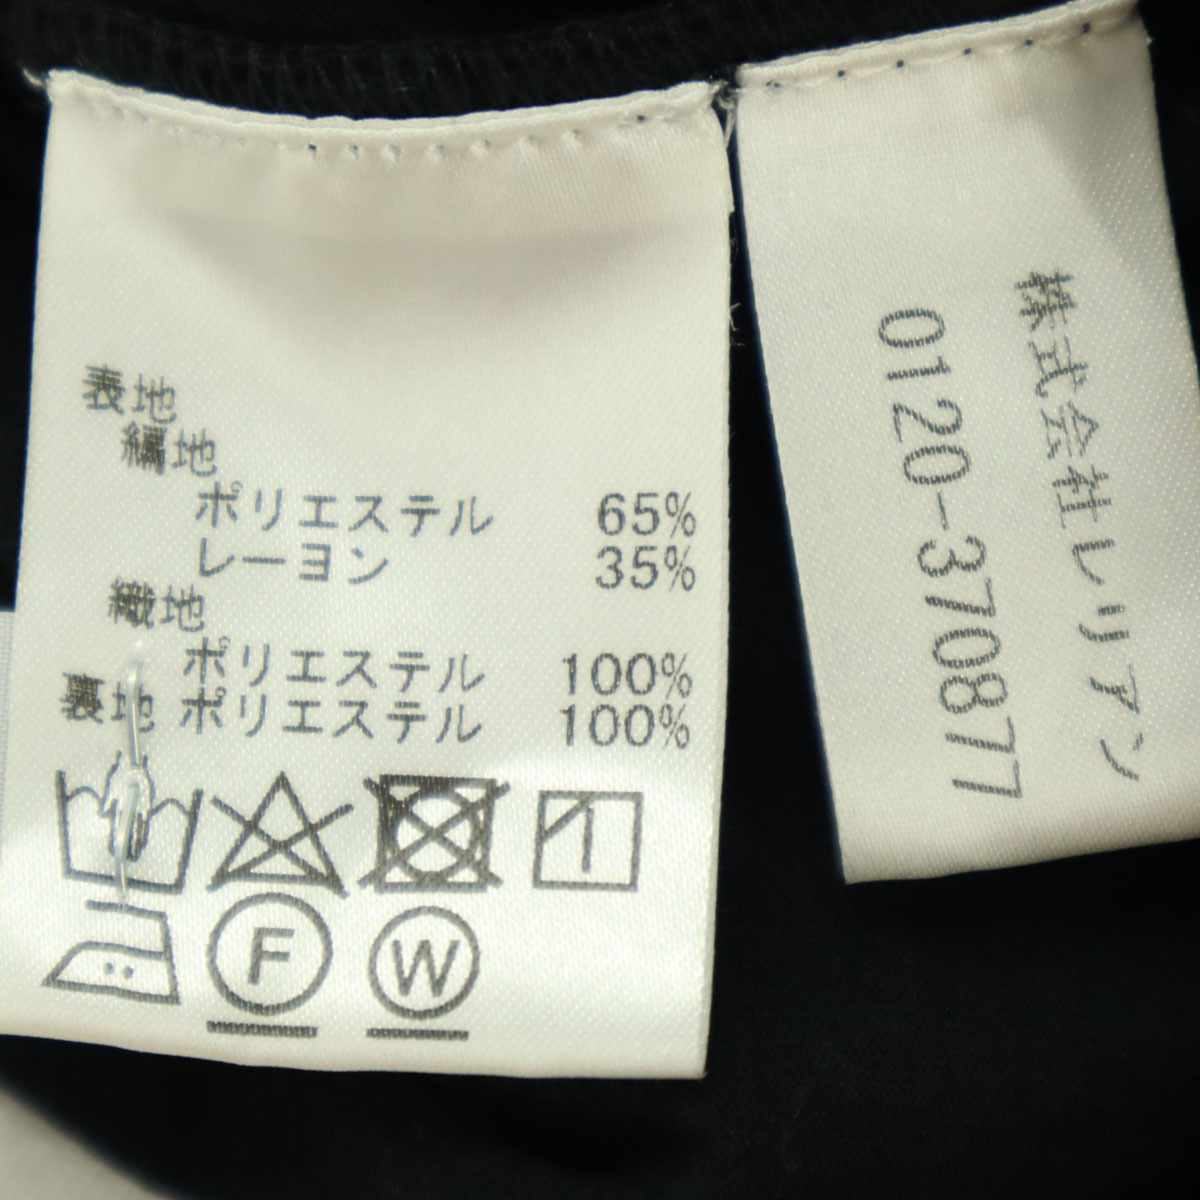 表地
編地
ポリエステル 65%
レーヨン 35%
織地
ポリエステル 100%
裏地 ポリエステル 100%
F
W
株式会社レリアン
0120-370877